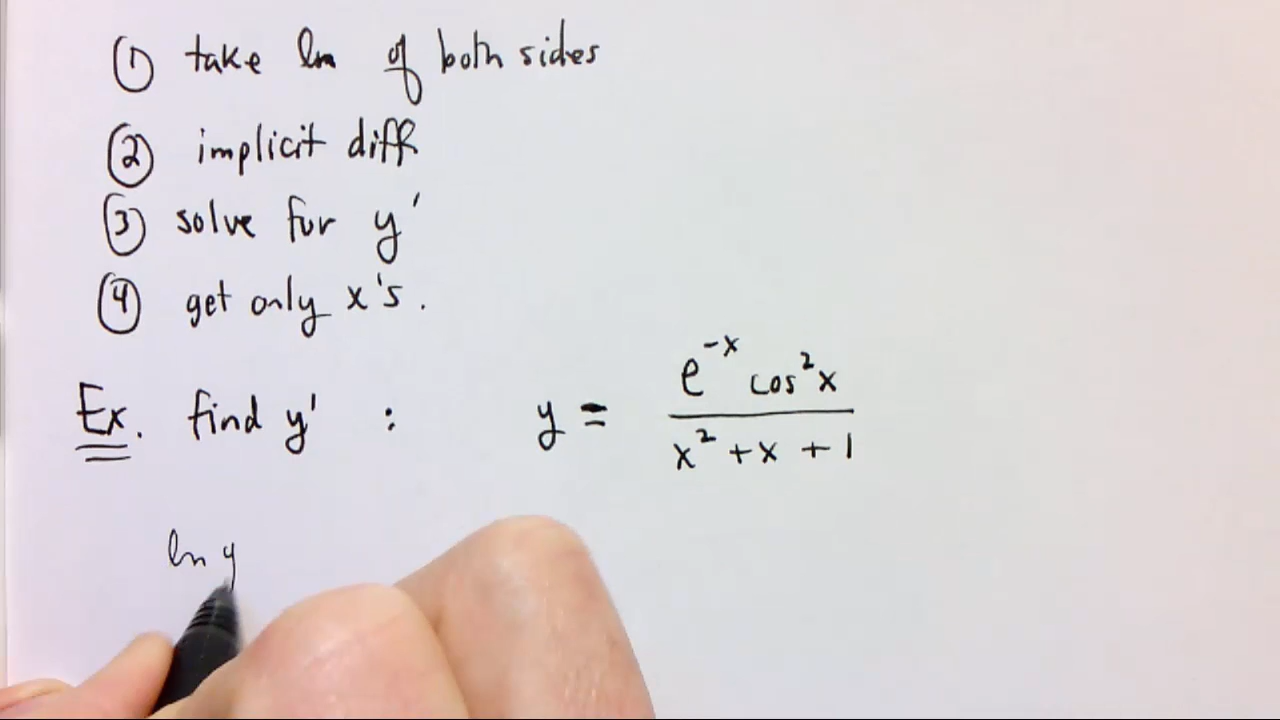 ① take ln of both sides
② implicit diff
③ solve for y'
④ get only x's.
Ex. find y' : y = e^{-x} cos²x / x² + x + 1
ln y